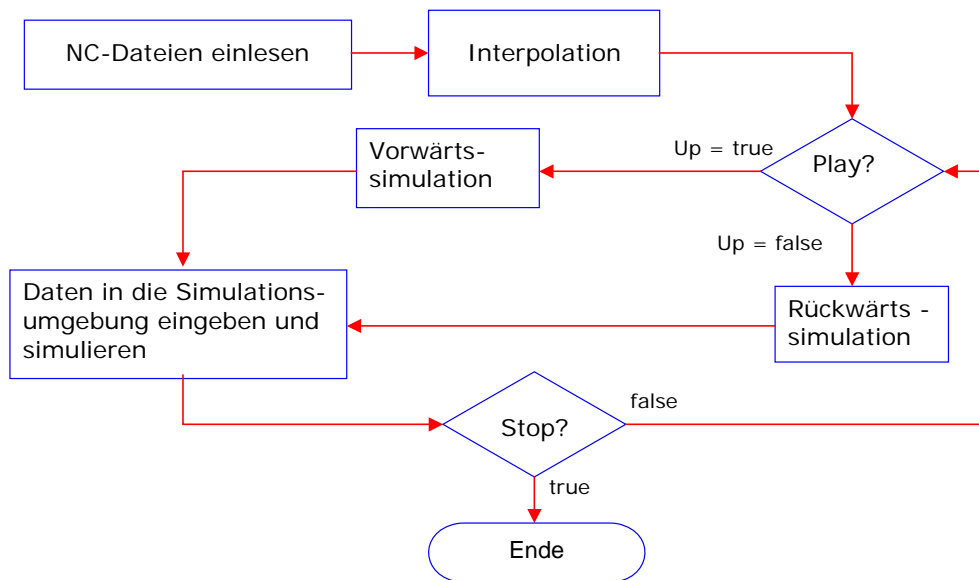 NC-Dateien einlesen
Interpolation
Vorwärts-
simulation
Up = true
Play?
Up = false
Daten in die Simulations-
umgebung eingeben und
simulieren
Rückwärts -
simulation
Stop?
false
true
Ende